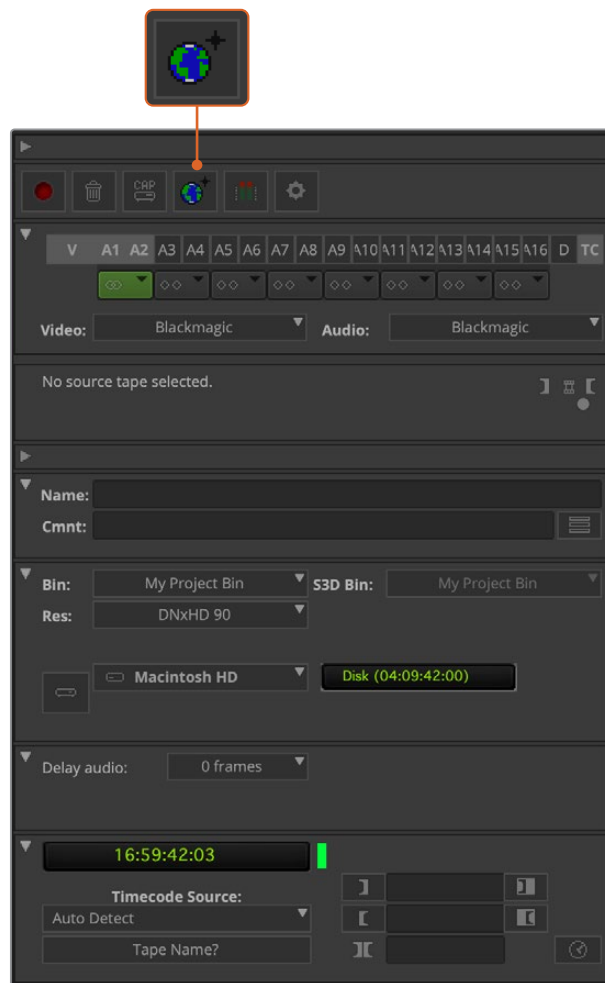 CAP
V A1 A2 A3 A4 A5 A6 A7 A8 A9 A10 A11 A12 A13 A14 A15 A16 D TC
Video: Blackmagic Audio: Blackmagic
No source tape selected.
Name:
Cmnt:
Bin: My Project Bin S3D Bin: My Project Bin
Res: DNxHD 90
Macintosh HD Disk (04:09:42:00)
Delay audio: 0 frames
16:59:42:03
Timecode Source:
Auto Detect
Tape Name?